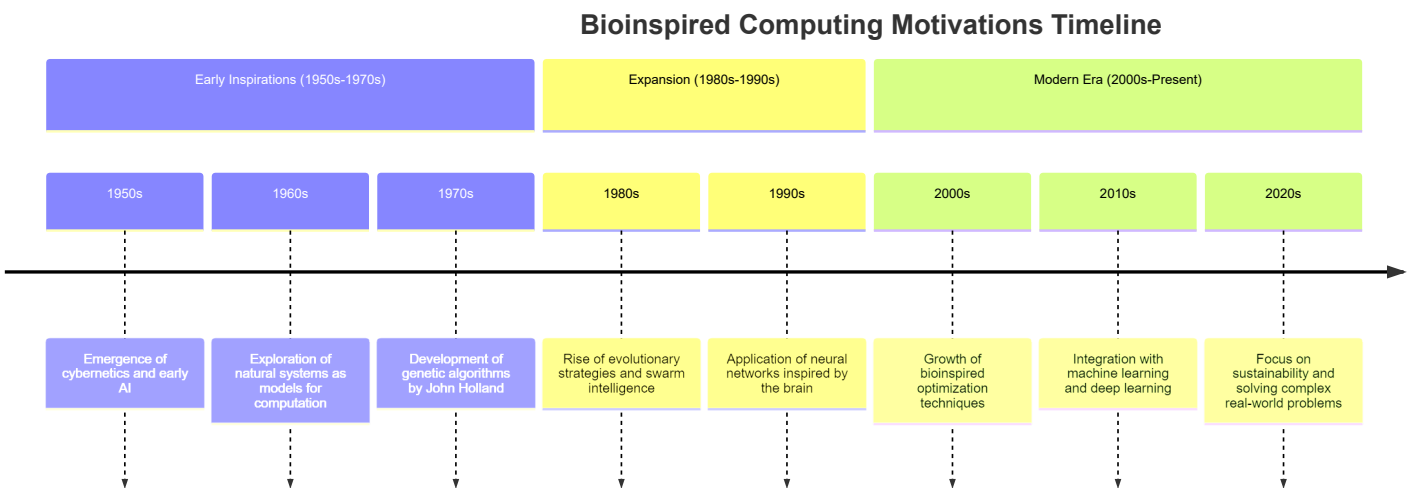 Bioinspired Computing Motivations Timeline
Early Inspirations (1950s-1970s)
Expansion (1980s-1990s)
Modern Era (2000s-Present)
1950s
1960s
1970s
1980s
1990s
2000s
2010s
2020s
Emergence of
cybernetics and early
AI
Exploration of
natural systems as
models for
computation
Development of
genetic algorithms
by John Holland
Rise of evolutionary
strategies and swarm
intelligence
Application of neural
networks inspired by
the brain
Growth of
bioinspired
optimization
techniques
Integration with
machine learning
and deep learning
Focus on
sustainability and
solving complex
real-world problems